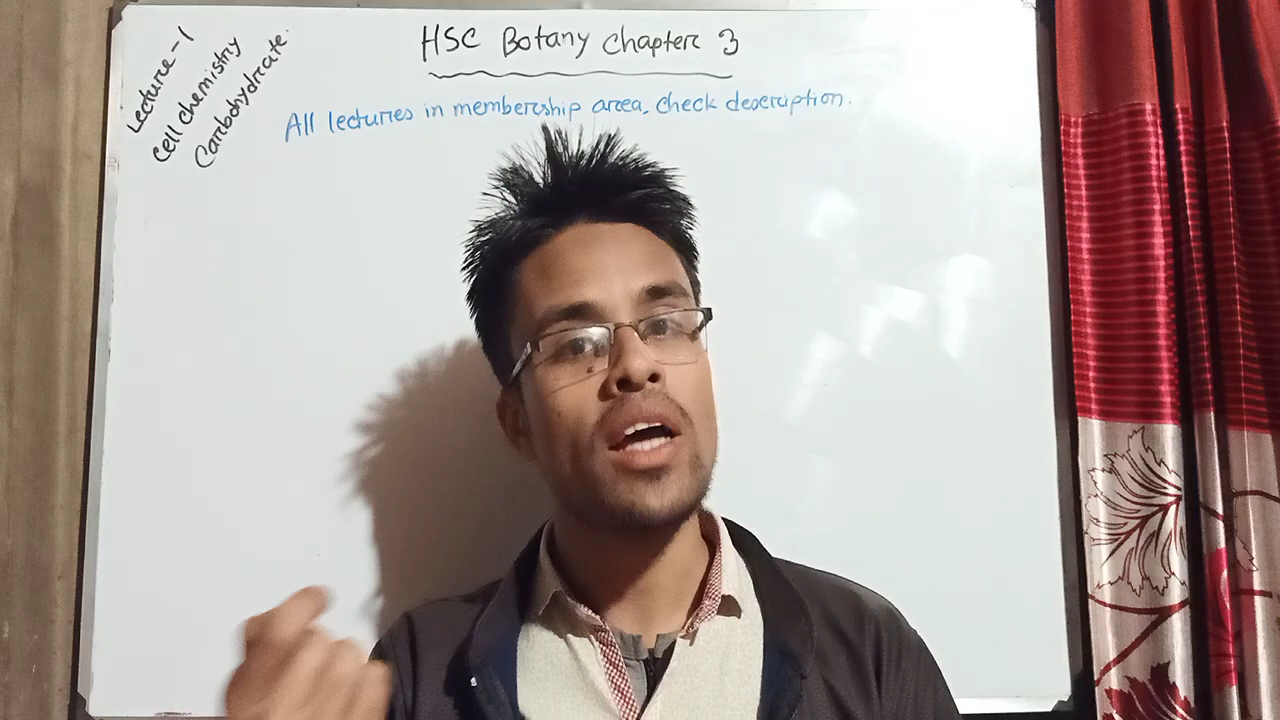 HSC Botany Chapter 3
All lectures in membership area, check description.
Lecture-1
Cell chemistry
Carbohydrate.